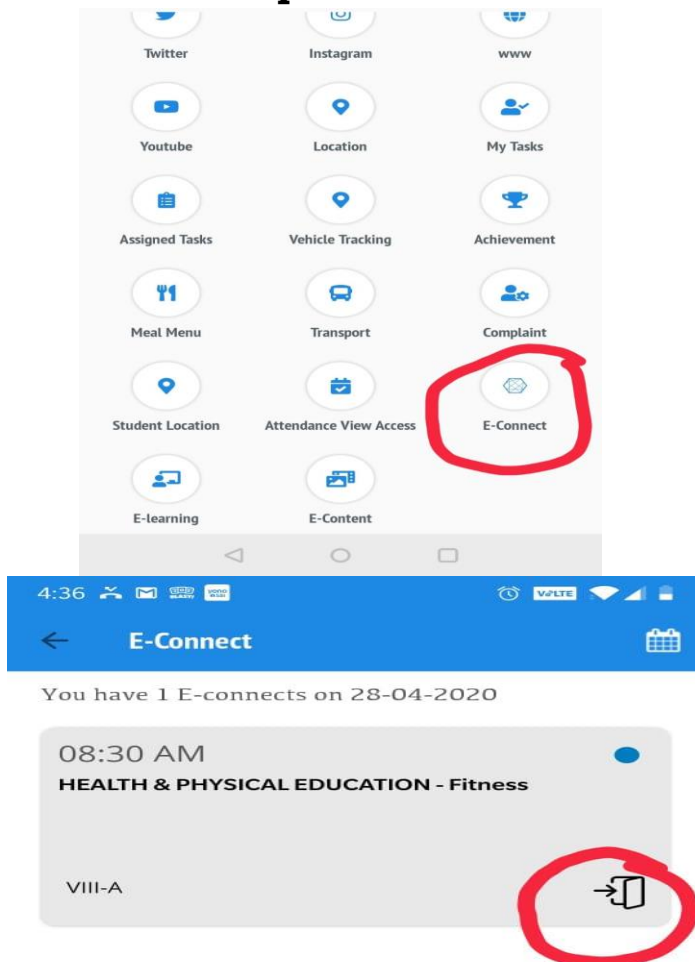 Twitter Instagram www
Youtube Location My Tasks
Assigned Tasks Vehicle Tracking Achievement
Meal Menu Transport Complaint
Student Location Attendance View Access E-Connect
E-learning E-Content
4:36 VoLTE
E-Connect
You have 1 E-connects on 28-04-2020
08:30 AM
HEALTH & PHYSICAL EDUCATION - Fitness
VIII-A